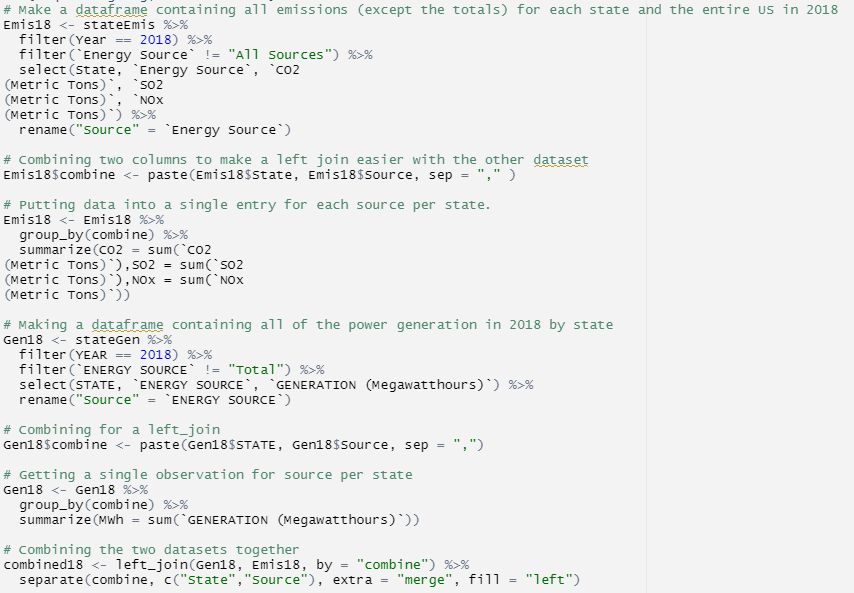 # Make a dataframe containing all emissions (except the totals) for each state and the entire US in 2018
Emis18 <- stateEmis %>%
  filter(Year == 2018) %>%
  filter(`Energy Source` != "All Sources") %>%
  select(State, `Energy Source`, `CO2
(Metric Tons)`, `SO2
(Metric Tons)`, `NOx
(Metric Tons)`) %>%
  rename("Source" = `Energy Source`)

# Combining two columns to make a left join easier with the other dataset
Emis18$combine <- paste(Emis18$State, Emis18$Source, sep = "," )

# Putting data into a single entry for each source per state.
Emis18 <- Emis18 %>%
  group_by(combine) %>%
  summarize(CO2 = sum(`CO2
(Metric Tons)`),SO2 = sum(`SO2
(Metric Tons)`),NOx = sum(`NOx
(Metric Tons)`))

# Making a dataframe containing all of the power generation in 2018 by state
Gen18 <- stateGen %>%
  filter(YEAR == 2018) %>%
  filter(`ENERGY SOURCE` != "Total") %>%
  select(STATE, `ENERGY SOURCE`, `GENERATION (Megawatthours)`) %>%
  rename("Source" = `ENERGY SOURCE`)

# Combining for a left_join
Gen18$combine <- paste(Gen18$STATE, Gen18$Source, sep = ",")

# Getting a single observation for source per state
Gen18 <- Gen18 %>%
  group_by(combine) %>%
  summarize(MWh = sum(`GENERATION (Megawatthours)`))

# Combining the two datasets together
combined18 <- left_join(Gen18, Emis18, by = "combine") %>%
  separate(combine, c("State","Source"), extra = "merge", fill = "left")